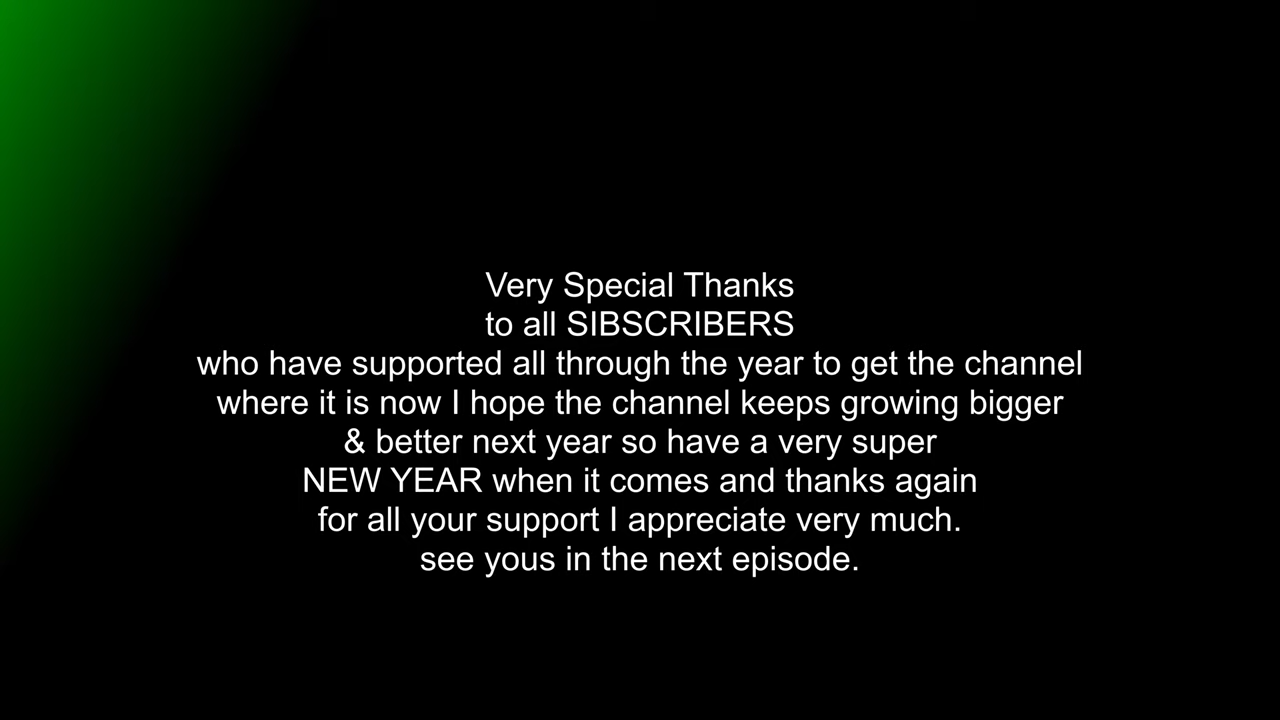 Very Special Thanks
to all SIBSCRIBERS
who have supported all through the year to get the channel
where it is now I hope the channel keeps growing bigger
& better next year so have a very super
NEW YEAR when it comes and thanks again
for all your support I appreciate very much.
see yous in the next episode.